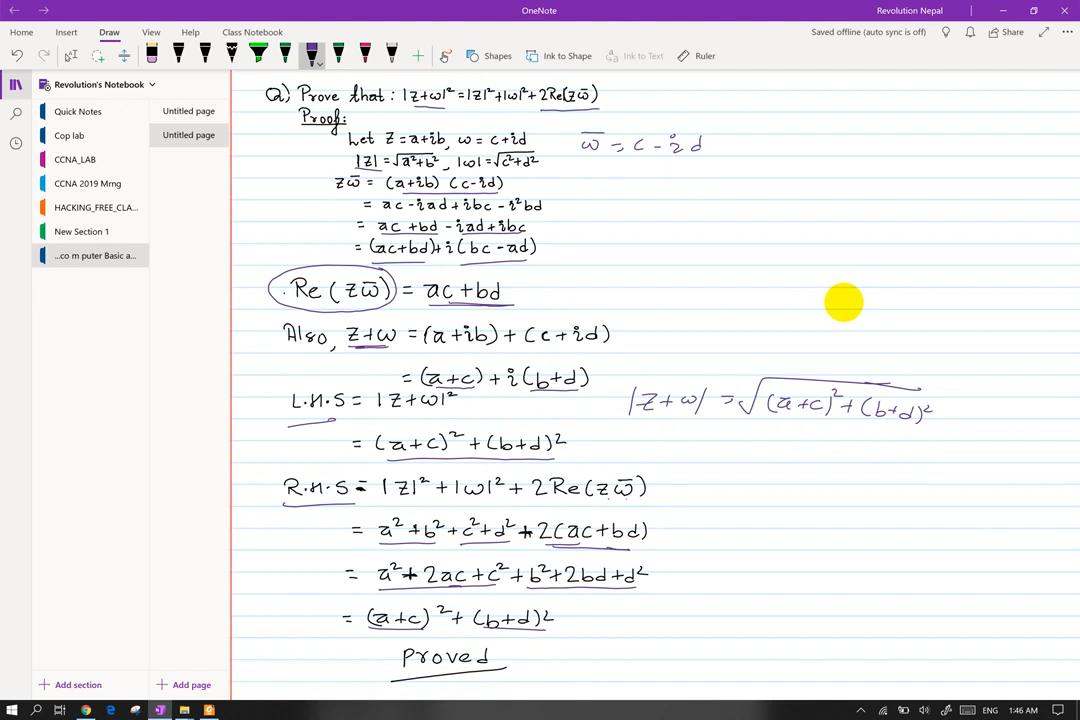 OneNote
Revolution Nepal
Home Insert Draw View Help Class Notebook
Saved offline (auto sync is off)
Share
Shapes Ink to Shape Ink to Text Ruler
Revolution's Notebook
Quick Notes
Cop lab
CCNA_LAB
CCNA 2019 Mrng
HACKING_FREE_CLA...
New Section 1
...co m puter Basic a...
Untitled page
Untitled page
Q) Prove that: |z+ω|²=|z|²+|ω|²+2Re(zω̅)
Proof:
Let z=a+ib, ω=c+id
ω̅ = c-id
|z|=√a²+b², |ω|=√c²+d²
zω̅= (a+ib) (c-id)
= ac-iad+ibc-i²bd
= ac+bd-iad+ibc
= (ac+bd)+i(bc-ad)
.Re(zω̅) = ac+bd
Also, z+ω =(a+ib)+(c+id)
= (a+c)+i(b+d)
L.H.S = |z+ω|²
|z+ω| = √(a+c)²+(b+d)²
= (a+c)²+(b+d)²
R.H.S = |z|²+|ω|²+2Re(zω̅)
= a²+b²+c²+d²+2(ac+bd)
= a²+2ac+c²+b²+2bd+d²
= (a+c)²+(b+d)²
Proved
+ Add section
+ Add page
ENG 1:46 AM